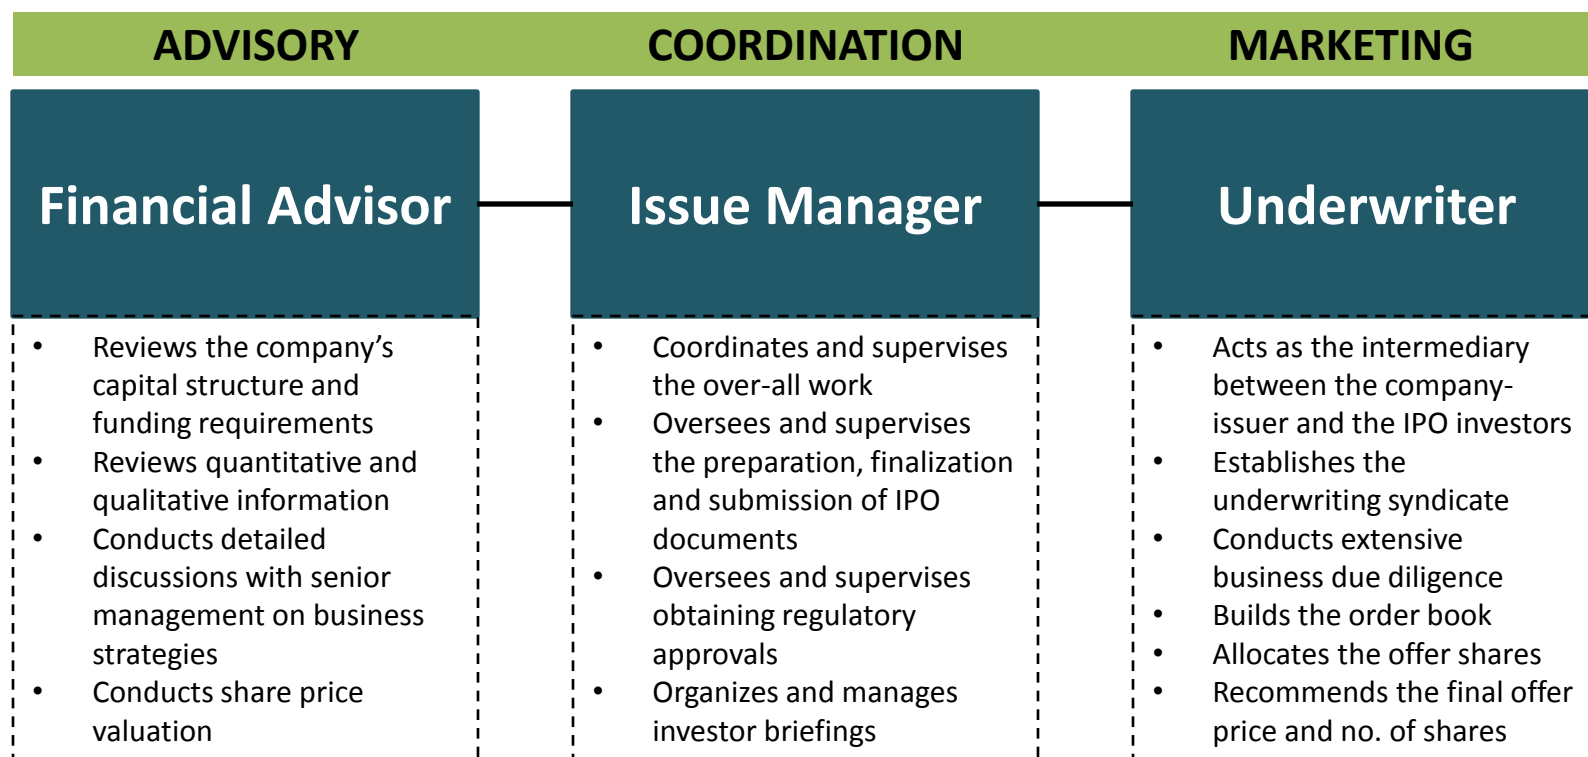 ADVISORY
COORDINATION
MARKETING
Financial Advisor
Issue Manager
Underwriter
• Reviews the company’s
capital structure and
funding requirements
• Reviews quantitative and
qualitative information
• Conducts detailed
discussions with senior
management on business
strategies
• Conducts share price
valuation
• Coordinates and supervises
the over-all work
• Oversees and supervises
the preparation, finalization
and submission of IPO
documents
• Oversees and supervises
obtaining regulatory
approvals
• Organizes and manages
investor briefings
• Acts as the intermediary
between the company-
issuer and the IPO investors
• Establishes the
underwriting syndicate
• Conducts extensive
business due diligence
• Builds the order book
• Allocates the offer shares
• Recommends the final offer
price and no. of shares